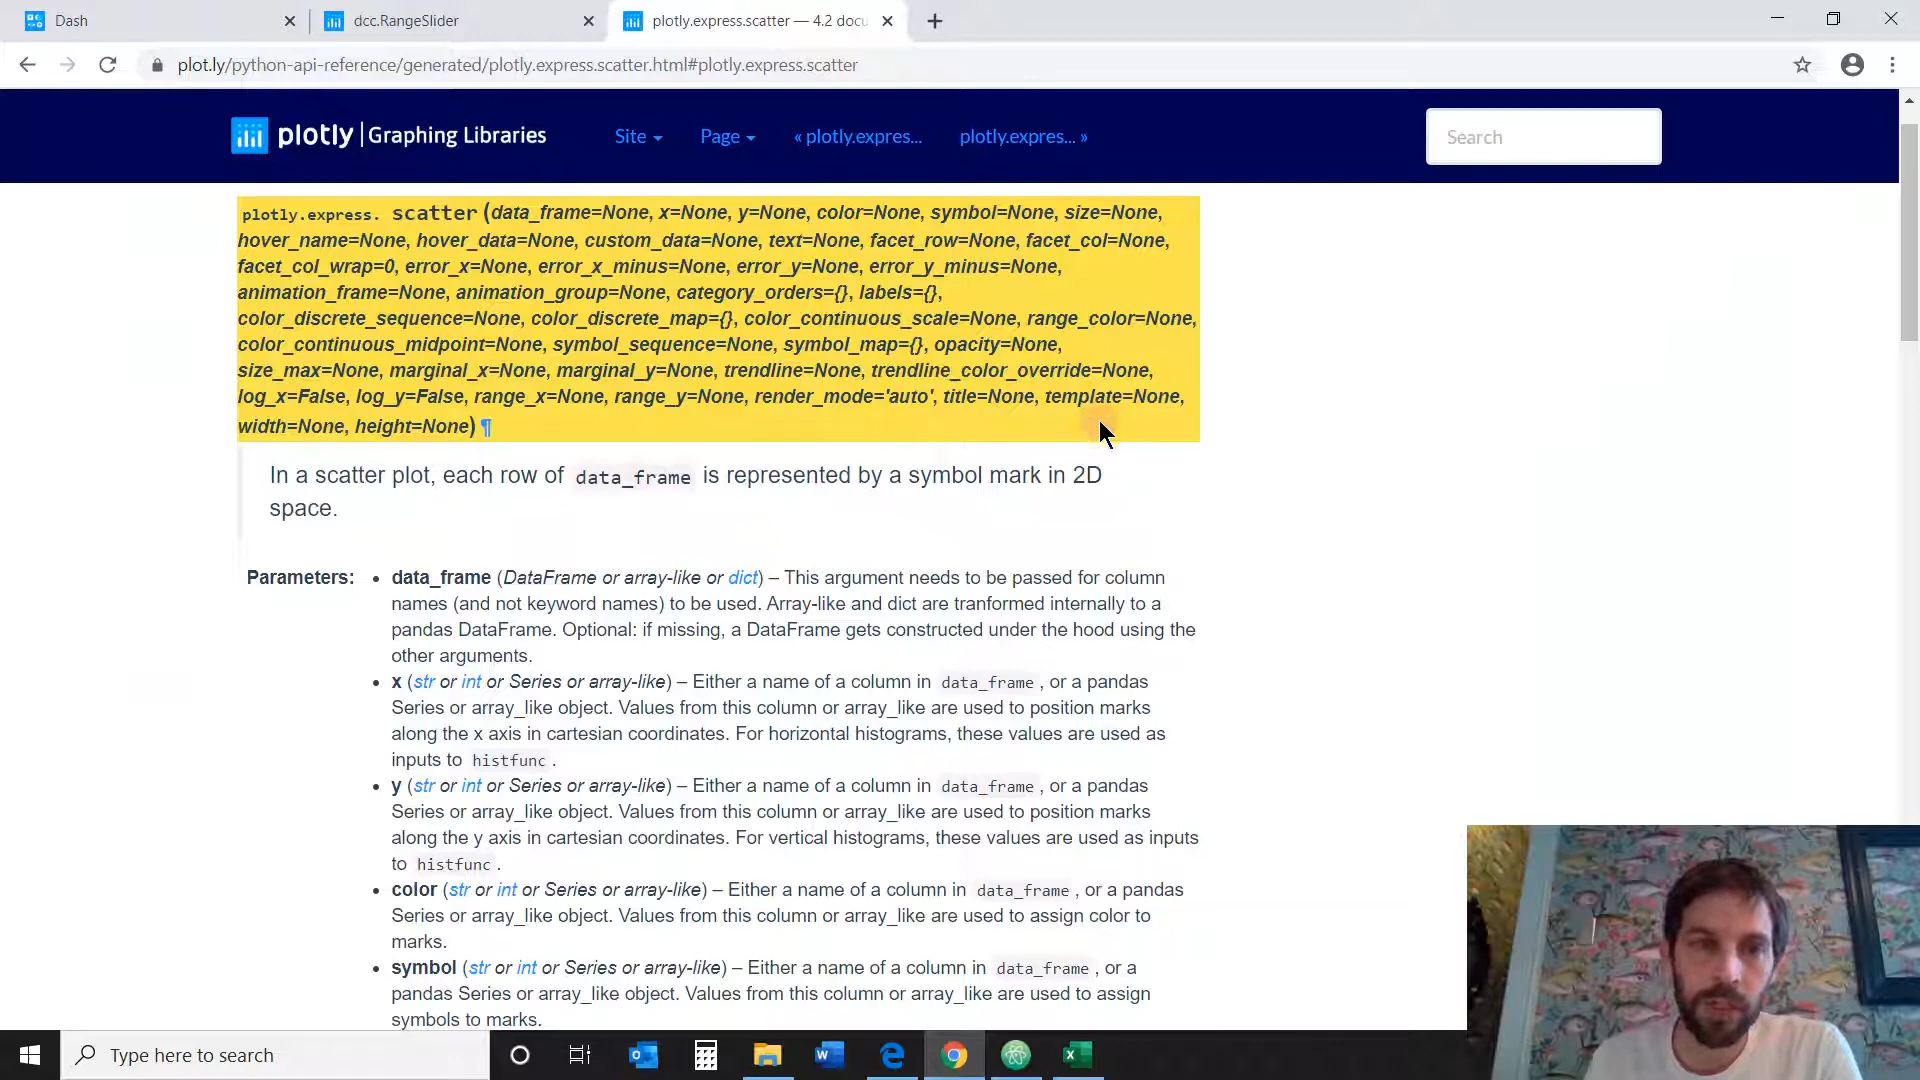 Dash
dcc.RangeSlider
plotly.express.scatter — 4.2 docu
plot.ly/python-api-reference/generated/plotly.express.scatter.html#plotly.express.scatter
plotly | Graphing Libraries
Site
Page
« plotly.expres...
plotly.expres... »
Search
plotly.express. scatter (data_frame=None, x=None, y=None, color=None, symbol=None, size=None,
hover_name=None, hover_data=None, custom_data=None, text=None, facet_row=None, facet_col=None,
facet_col_wrap=0, error_x=None, error_x_minus=None, error_y=None, error_y_minus=None,
animation_frame=None, animation_group=None, category_orders={}, labels={},
color_discrete_sequence=None, color_discrete_map={}, color_continuous_scale=None, range_color=None,
color_continuous_midpoint=None, symbol_sequence=None, symbol_map={}, opacity=None,
size_max=None, marginal_x=None, marginal_y=None, trendline=None, trendline_color_override=None,
log_x=False, log_y=False, range_x=None, range_y=None, render_mode='auto', title=None, template=None,
width=None, height=None) ¶
In a scatter plot, each row of data_frame is represented by a symbol mark in 2D
space.
Parameters:
• data_frame (DataFrame or array-like or dict) – This argument needs to be passed for column
names (and not keyword names) to be used. Array-like and dict are tranformed internally to a
pandas DataFrame. Optional: if missing, a DataFrame gets constructed under the hood using the
other arguments.
• x (str or int or Series or array-like) – Either a name of a column in data_frame , or a pandas
Series or array_like object. Values from this column or array_like are used to position marks
along the x axis in cartesian coordinates. For horizontal histograms, these values are used as
inputs to histfunc .
• y (str or int or Series or array-like) – Either a name of a column in data_frame , or a pandas
Series or array_like object. Values from this column or array_like are used to position marks
along the y axis in cartesian coordinates. For vertical histograms, these values are used as inputs
to histfunc .
• color (str or int or Series or array-like) – Either a name of a column in data_frame , or a pandas
Series or array_like object. Values from this column or array_like are used to assign color to
marks.
• symbol (str or int or Series or array-like) – Either a name of a column in data_frame , or a
pandas Series or array_like object. Values from this column or array_like are used to assign
symbols to marks.
Type here to search